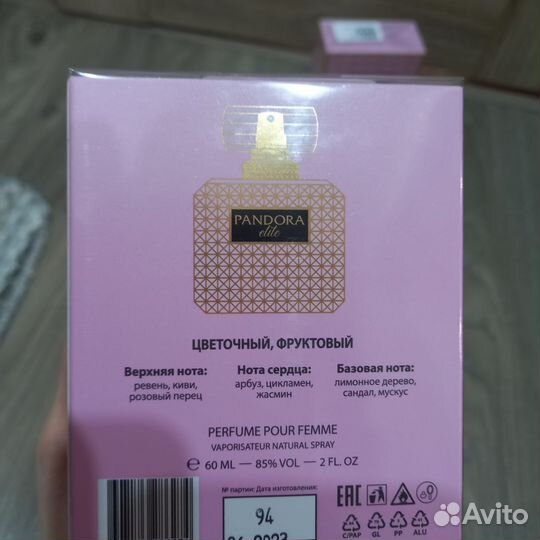 PANDORA
elite
ЦВЕТОЧНЫЙ, ФРУКТОВЫЙ
Верхняя нота:
ревень, киви,
розовый перец
Нота сердца:
арбуз, цикламен,
жасмин
Базовая нота:
лимонное дерево,
сандал, мускус
PERFUME POUR FEMME
VAPORISATEUR NATURAL SPRAY
℮ 60 ML — 85% VOL — 2 FL. OZ
№ партии: Дата изготовления:
94
EAC
C/PAP GL PP ALU
Avito